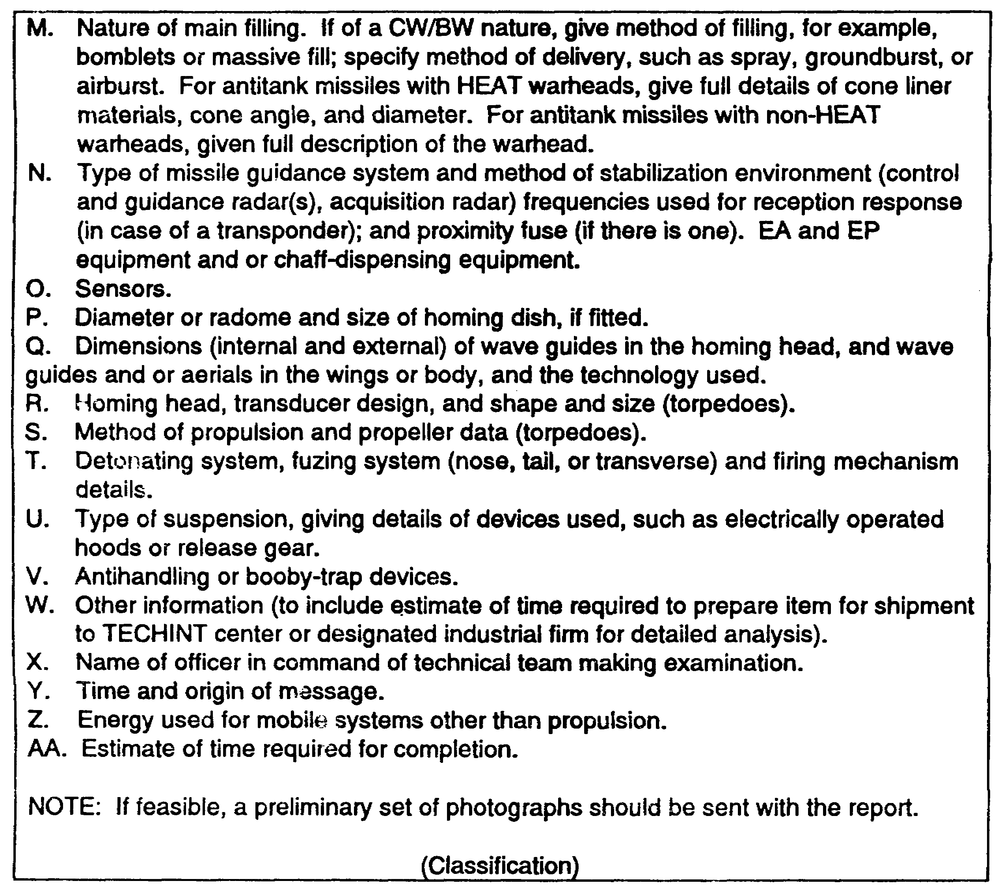 M. Nature of main filling. If of a CW/BW nature, give method of filling, for example,
bomblets or massive fill; specify method of delivery, such as spray, groundburst, or
airburst. For antitank missiles with HEAT warheads, give full details of cone liner
materials, cone angle, and diameter. For antitank missiles with non-HEAT
warheads, given full description of the warhead.
N. Type of missile guidance system and method of stabilization environment (control
and guidance radar(s), acquisition radar) frequencies used for reception response
(in case of a transponder); and proximity fuse (if there is one). EA and EP
equipment and or chaff-dispensing equipment.
O. Sensors.
P. Diameter or radome and size of homing dish, if fitted.
Q. Dimensions (internal and external) of wave guides in the homing head, and wave
guides and or aerials in the wings or body, and the technology used.
R. Homing head, transducer design, and shape and size (torpedoes).
S. Method of propulsion and propeller data (torpedoes).
T. Detonating system, fuzing system (nose, tail, or transverse) and firing mechanism
details.
U. Type of suspension, giving details of devices used, such as electrically operated
hoods or release gear.
V. Antihandling or booby-trap devices.
W. Other information (to include estimate of time required to prepare item for shipment
to TECHINT center or designated industrial firm for detailed analysis).
X. Name of officer in command of technical team making examination.
Y. Time and origin of message.
Z. Energy used for mobile systems other than propulsion.
AA. Estimate of time required for completion.
NOTE: If feasible, a preliminary set of photographs should be sent with the report.
(Classification)